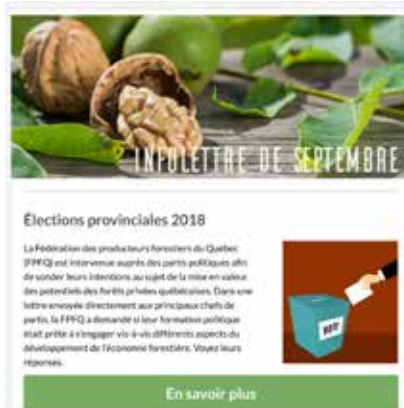 INFOLETTRE DE SEPTEMBRE
Élections provinciales 2018
La Fédération des producteurs forestiers du Québec
(FPFQ) est intervenue auprès des partis politiques afin
de sonder leurs intentions au sujet de la mise en valeur
des potentiels des forêts privées québécoises. Dans une
lettre envoyée directement aux principaux chefs de
partis, la FPFQ a demandé si leur formation politique
était prête à s'engager vis-à-vis différents aspects du
développement de l'économie forestière. Voyez leurs
réponses.
En savoir plus